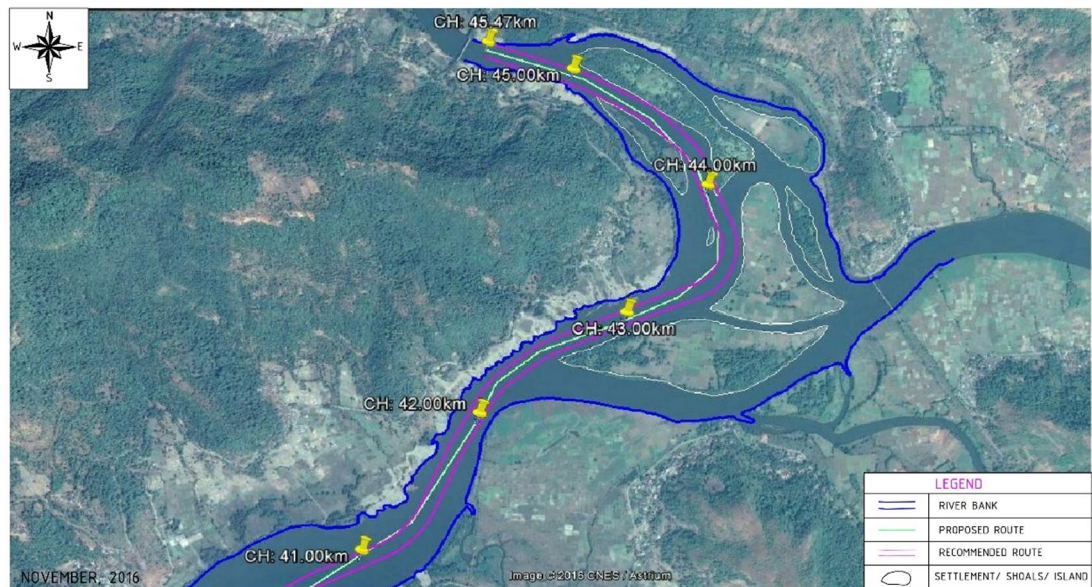 N
W E
S
CH: 45.47km
CH: 45.00km
CH: 44.00km
CH: 43.00km
CH: 42.00km
CH: 41.00km
LEGEND
RIVER BANK
PROPOSED ROUTE
RECOMMENDED ROUTE
SETTLEMENT/ SHOALS/ ISLAND
NOVEMBER, 2016
Image © 2016 CNES / Astrium